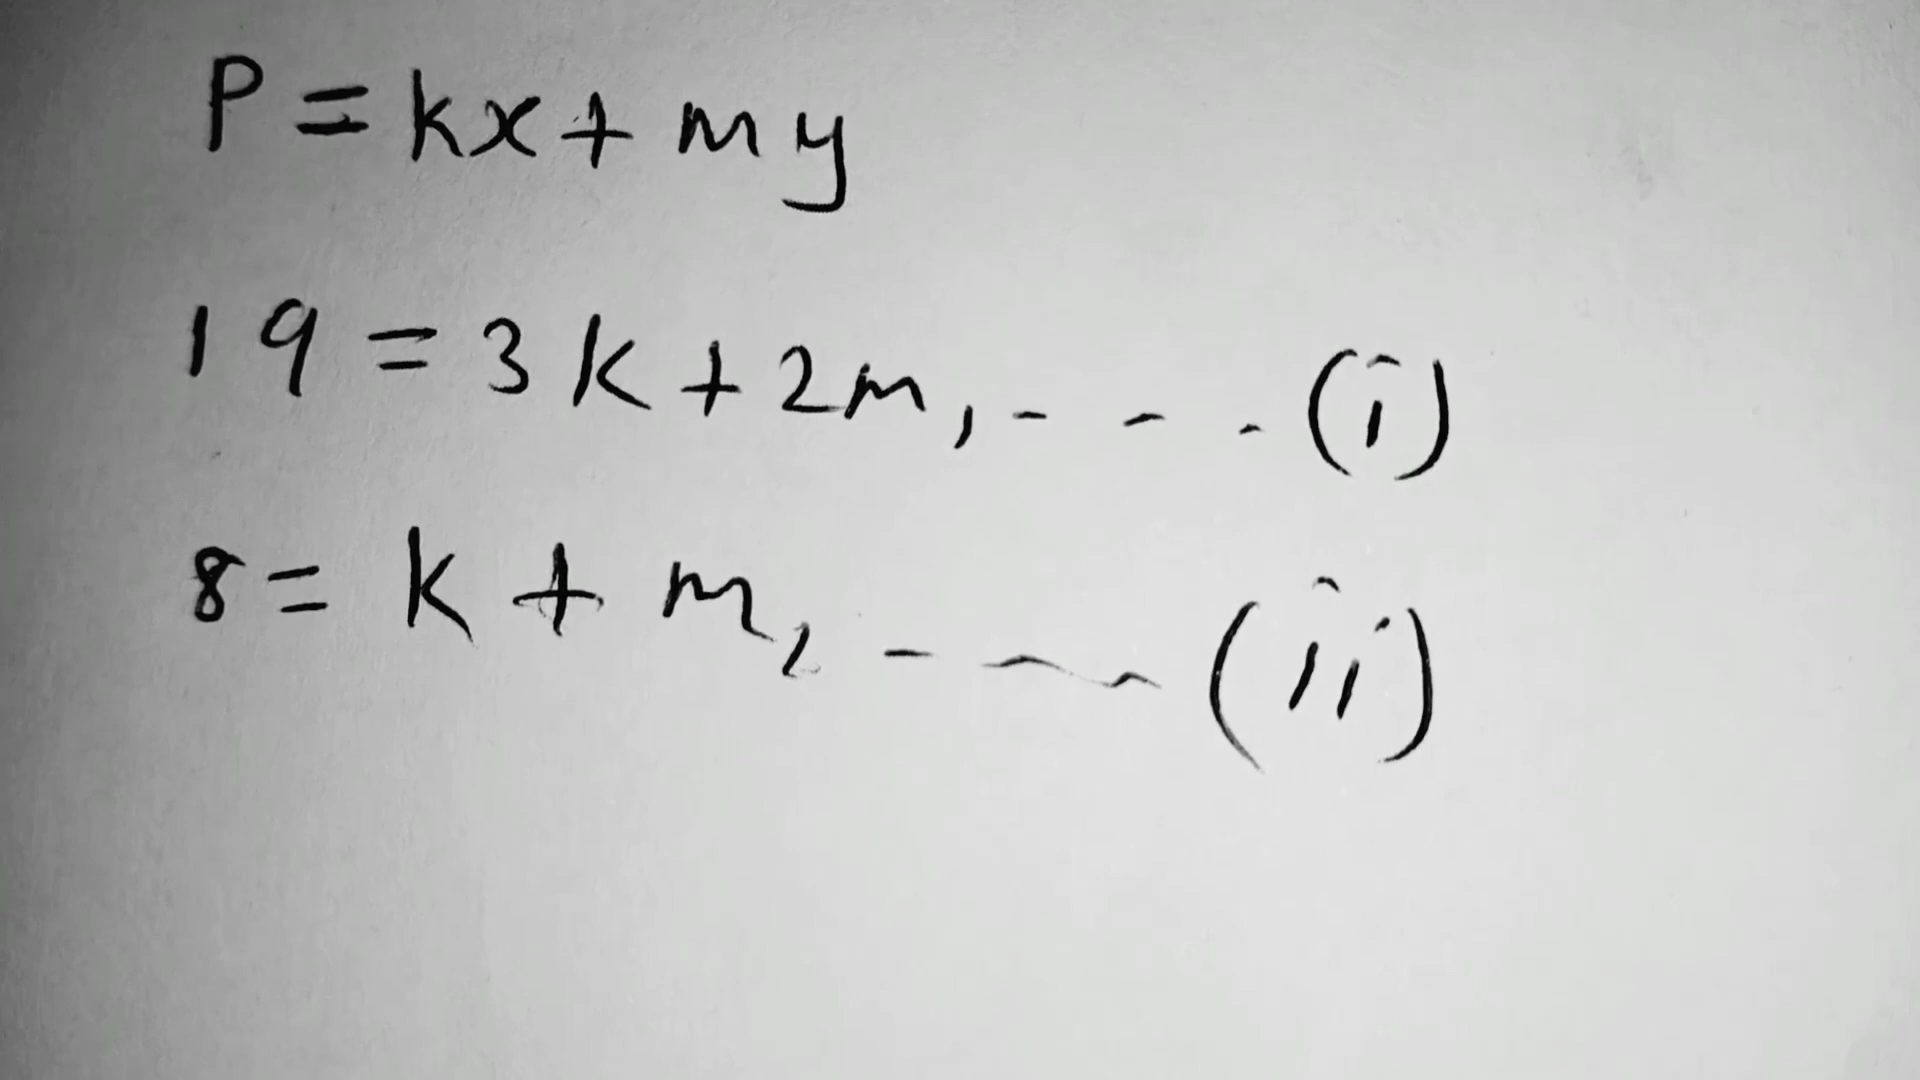 P = kx + my
19 = 3k + 2m, - - - (i)
8 = k + m, - - - (ii)